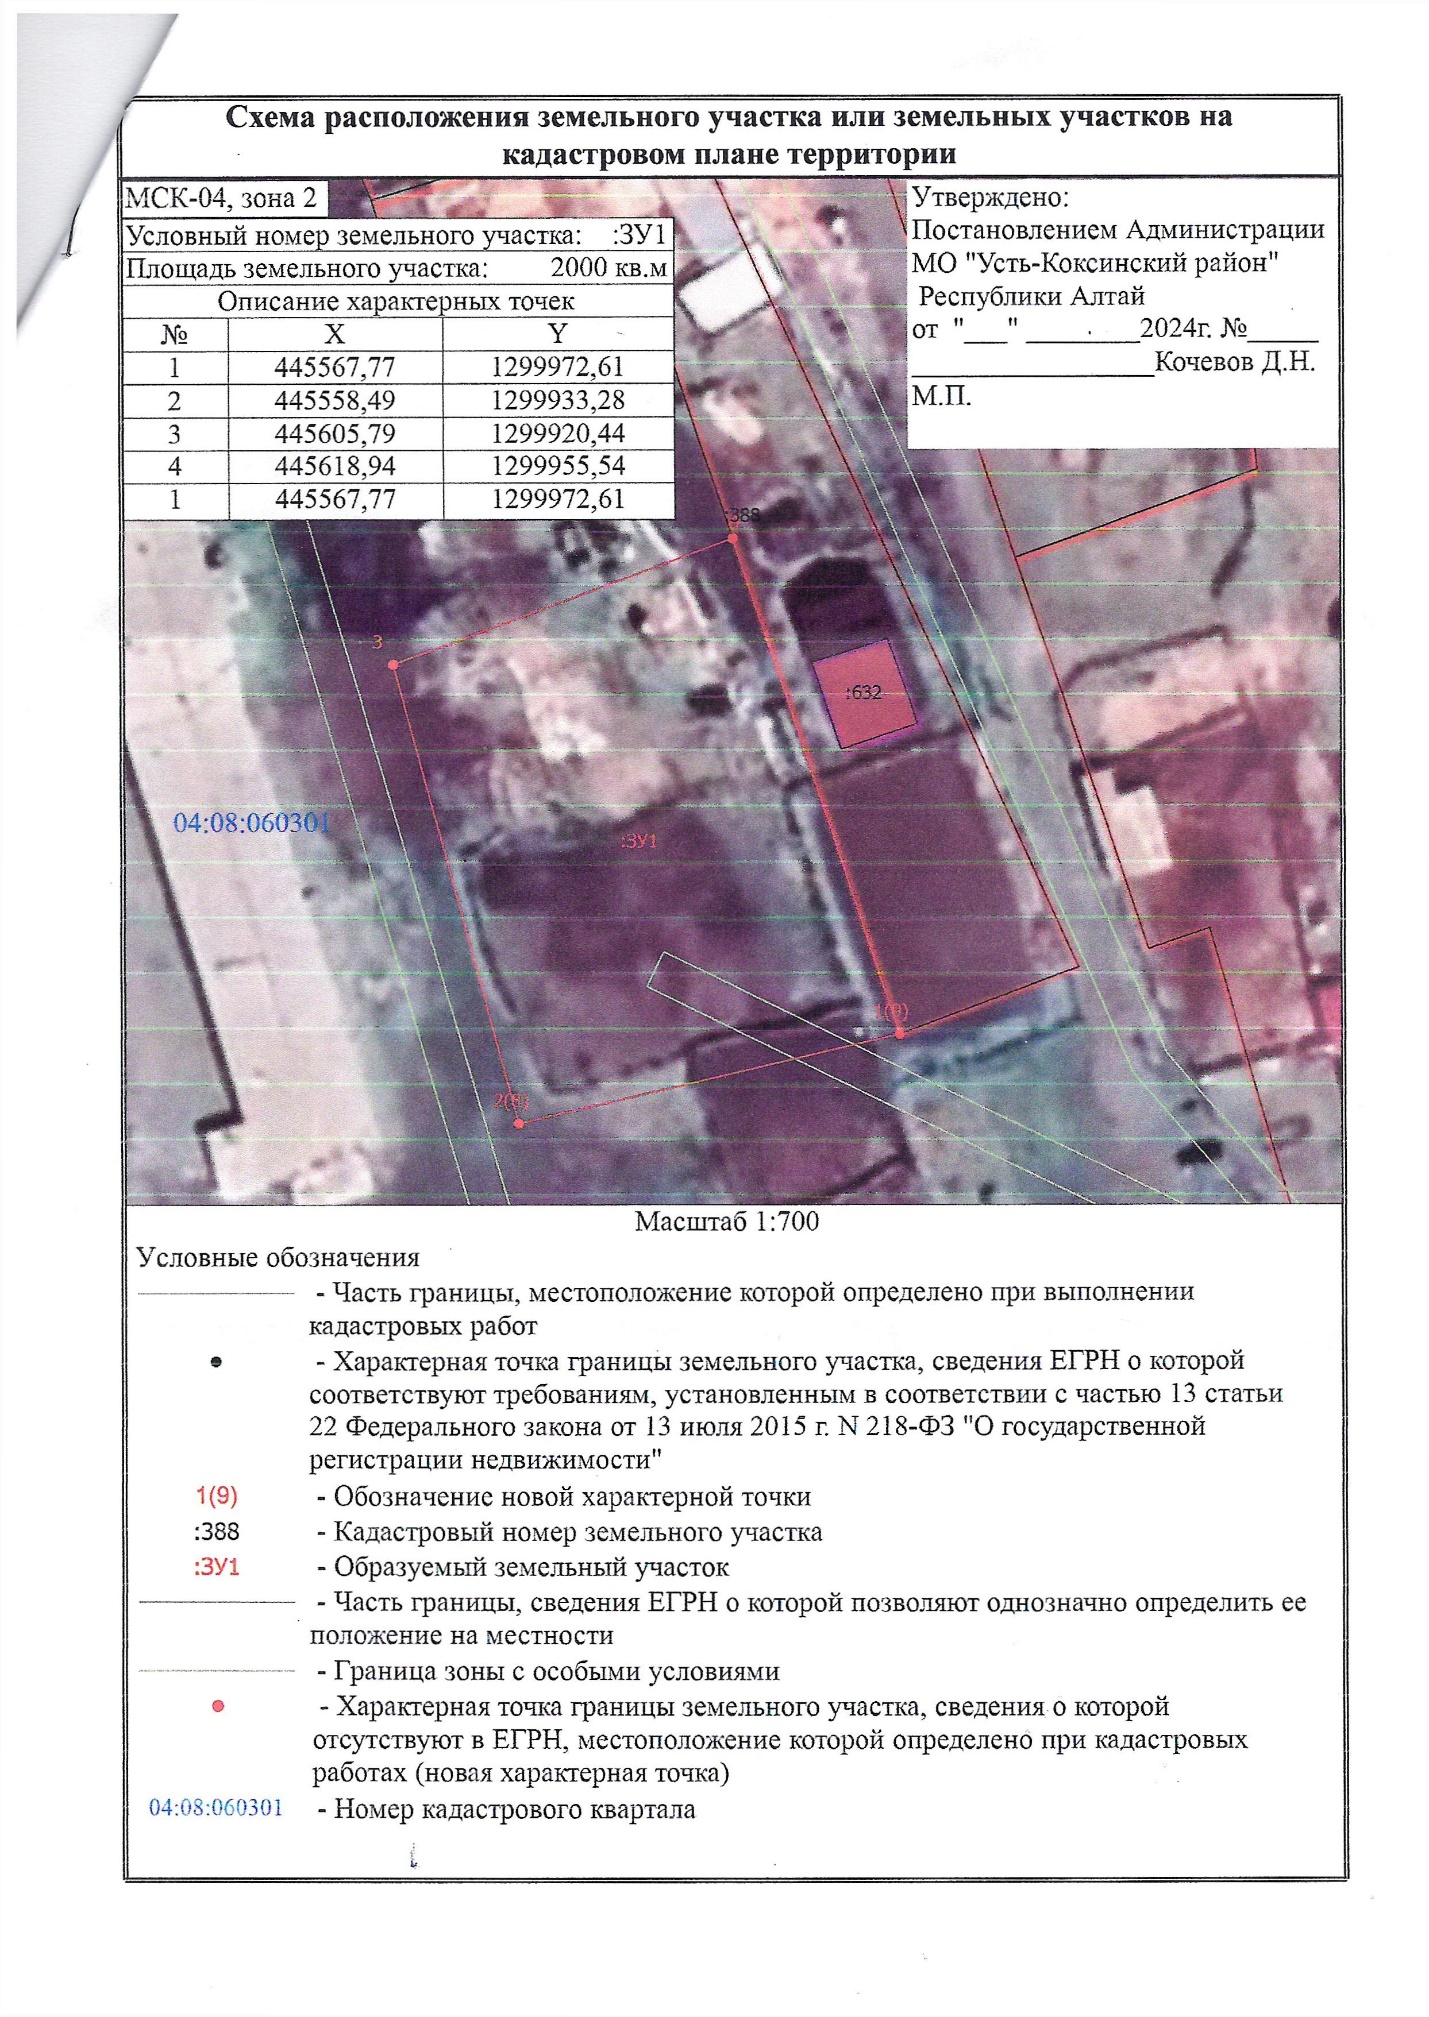 Схема расположения земельного участка или земельных участков на
кадастровом плане территории
МСК-04, зона 2
Условный номер земельного участка: :ЗУ1
Площадь земельного участка: 2000 кв.м
Описание характерных точек
№ X Y
1 445567,77 1299972,61
2 445558,49 1299933,28
3 445605,79 1299920,44
4 445618,94 1299955,54
1 445567,77 1299972,61
Утверждено:
Постановлением Администрации
МО "Усть-Коксинский район"
Республики Алтай
от "___" ________2024г. №_____
_________________Кочевов Д.Н.
М.П.
:388
3
:632
04:08:060301
:ЗУ1
1(9)
Масштаб 1:700
Условные обозначения
- Часть границы, местоположение которой определено при выполнении
кадастровых работ
- Характерная точка границы земельного участка, сведения ЕГРН о которой
соответствуют требованиям, установленным в соответствии с частью 13 статьи
22 Федерального закона от 13 июля 2015 г. N 218-ФЗ "О государственной
регистрации недвижимости"
1(9) - Обозначение новой характерной точки
:388 - Кадастровый номер земельного участка
:ЗУ1 - Образуемый земельный участок
- Часть границы, сведения ЕГРН о которой позволяют однозначно определить ее
положение на местности
- Граница зоны с особыми условиями
- Характерная точка границы земельного участка, сведения о которой
отсутствуют в ЕГРН, местоположение которой определено при кадастровых
работах (новая характерная точка)
04:08:060301 - Номер кадастрового квартала